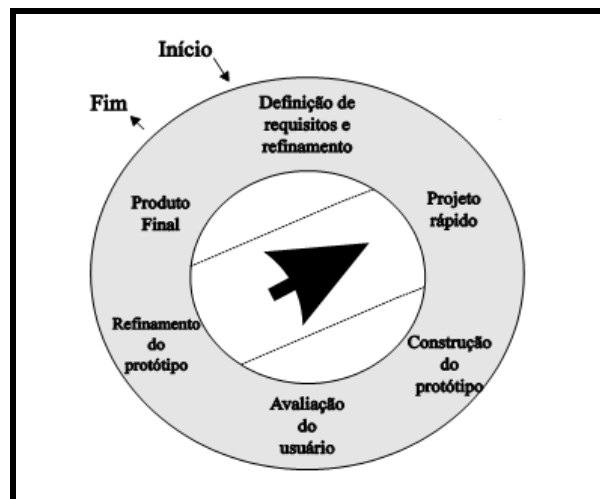 Início
Fim
Definição de
requisitos e
refinamento
Projeto
rápido
Construção
do
protótipo
Avaliação
do
usuário
Refinamento
do
protótipo
Produto
Final